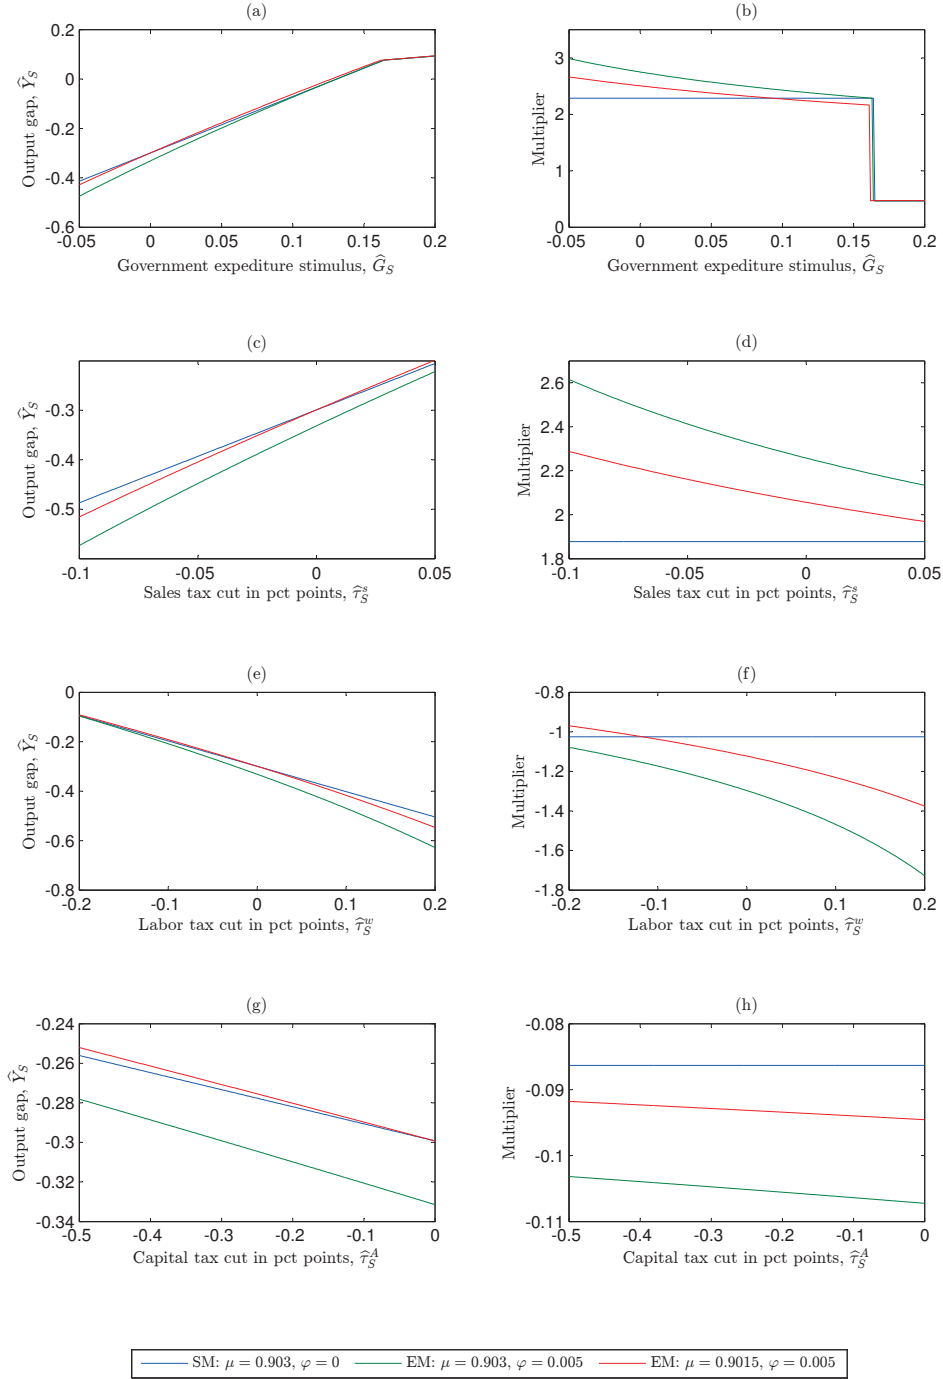 (a)
0.2
0
-0.2
-0.4
-0.6
-0.05 0 0.05 0.1 0.15 0.2
Output gap, Ŷ_S
Government expediture stimulus, Ĝ_S
(b)
3
2
1
0
-0.05 0 0.05 0.1 0.15 0.2
Multiplier
Government expediture stimulus, Ĝ_S
(c)
-0.3
-0.4
-0.5
-0.1 -0.05 0 0.05
Output gap, Ŷ_S
Sales tax cut in pct points, τ̂_S^s
(d)
2.6
2.4
2.2
2
1.8
-0.1 -0.05 0 0.05
Multiplier
Sales tax cut in pct points, τ̂_S^s
(e)
0
-0.2
-0.4
-0.6
-0.8
-0.2 -0.1 0 0.1 0.2
Output gap, Ŷ_S
Labor tax cut in pct points, τ̂_S^w
(f)
-0.8
-1
-1.2
-1.4
-1.6
-1.8
-0.2 -0.1 0 0.1 0.2
Multiplier
Labor tax cut in pct points, τ̂_S^w
(g)
-0.24
-0.26
-0.28
-0.3
-0.32
-0.34
-0.5 -0.4 -0.3 -0.2 -0.1 0
Output gap, Ŷ_S
Capital tax cut in pct points, τ̂_S^A
(h)
-0.08
-0.09
-0.1
-0.11
-0.5 -0.4 -0.3 -0.2 -0.1 0
Multiplier
Capital tax cut in pct points, τ̂_S^A
SM: μ = 0.903, φ = 0 EM: μ = 0.903, φ = 0.005 EM: μ = 0.9015, φ = 0.005